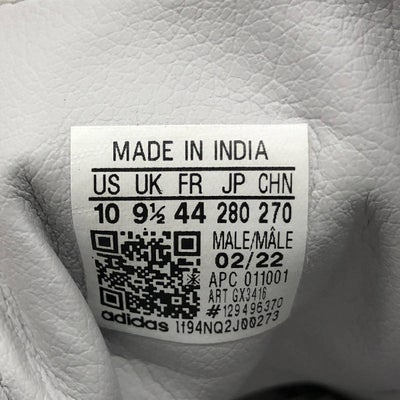 MADE IN INDIA
US UK FR JP CHN
10 9½ 44 280 270
MALE/MÂLE
02/22
APC 011001
ART GX3416
#129496370
adidas 1f94NQ2J00273